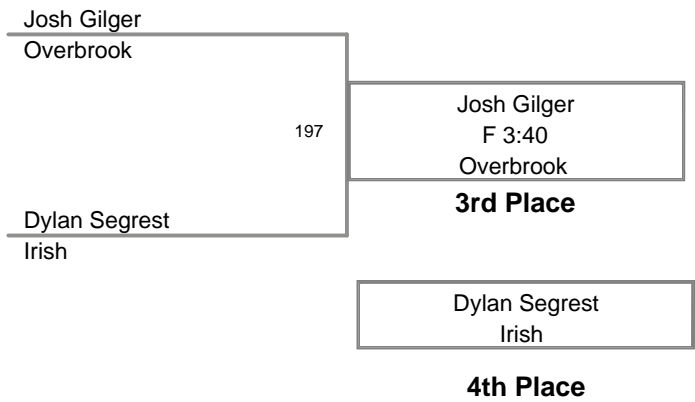 Josh Gilger
Overbrook
197
Josh Gilger
F 3:40
Overbrook
3rd Place
Dylan Segrest
Irish
Dylan Segrest
Irish
4th Place